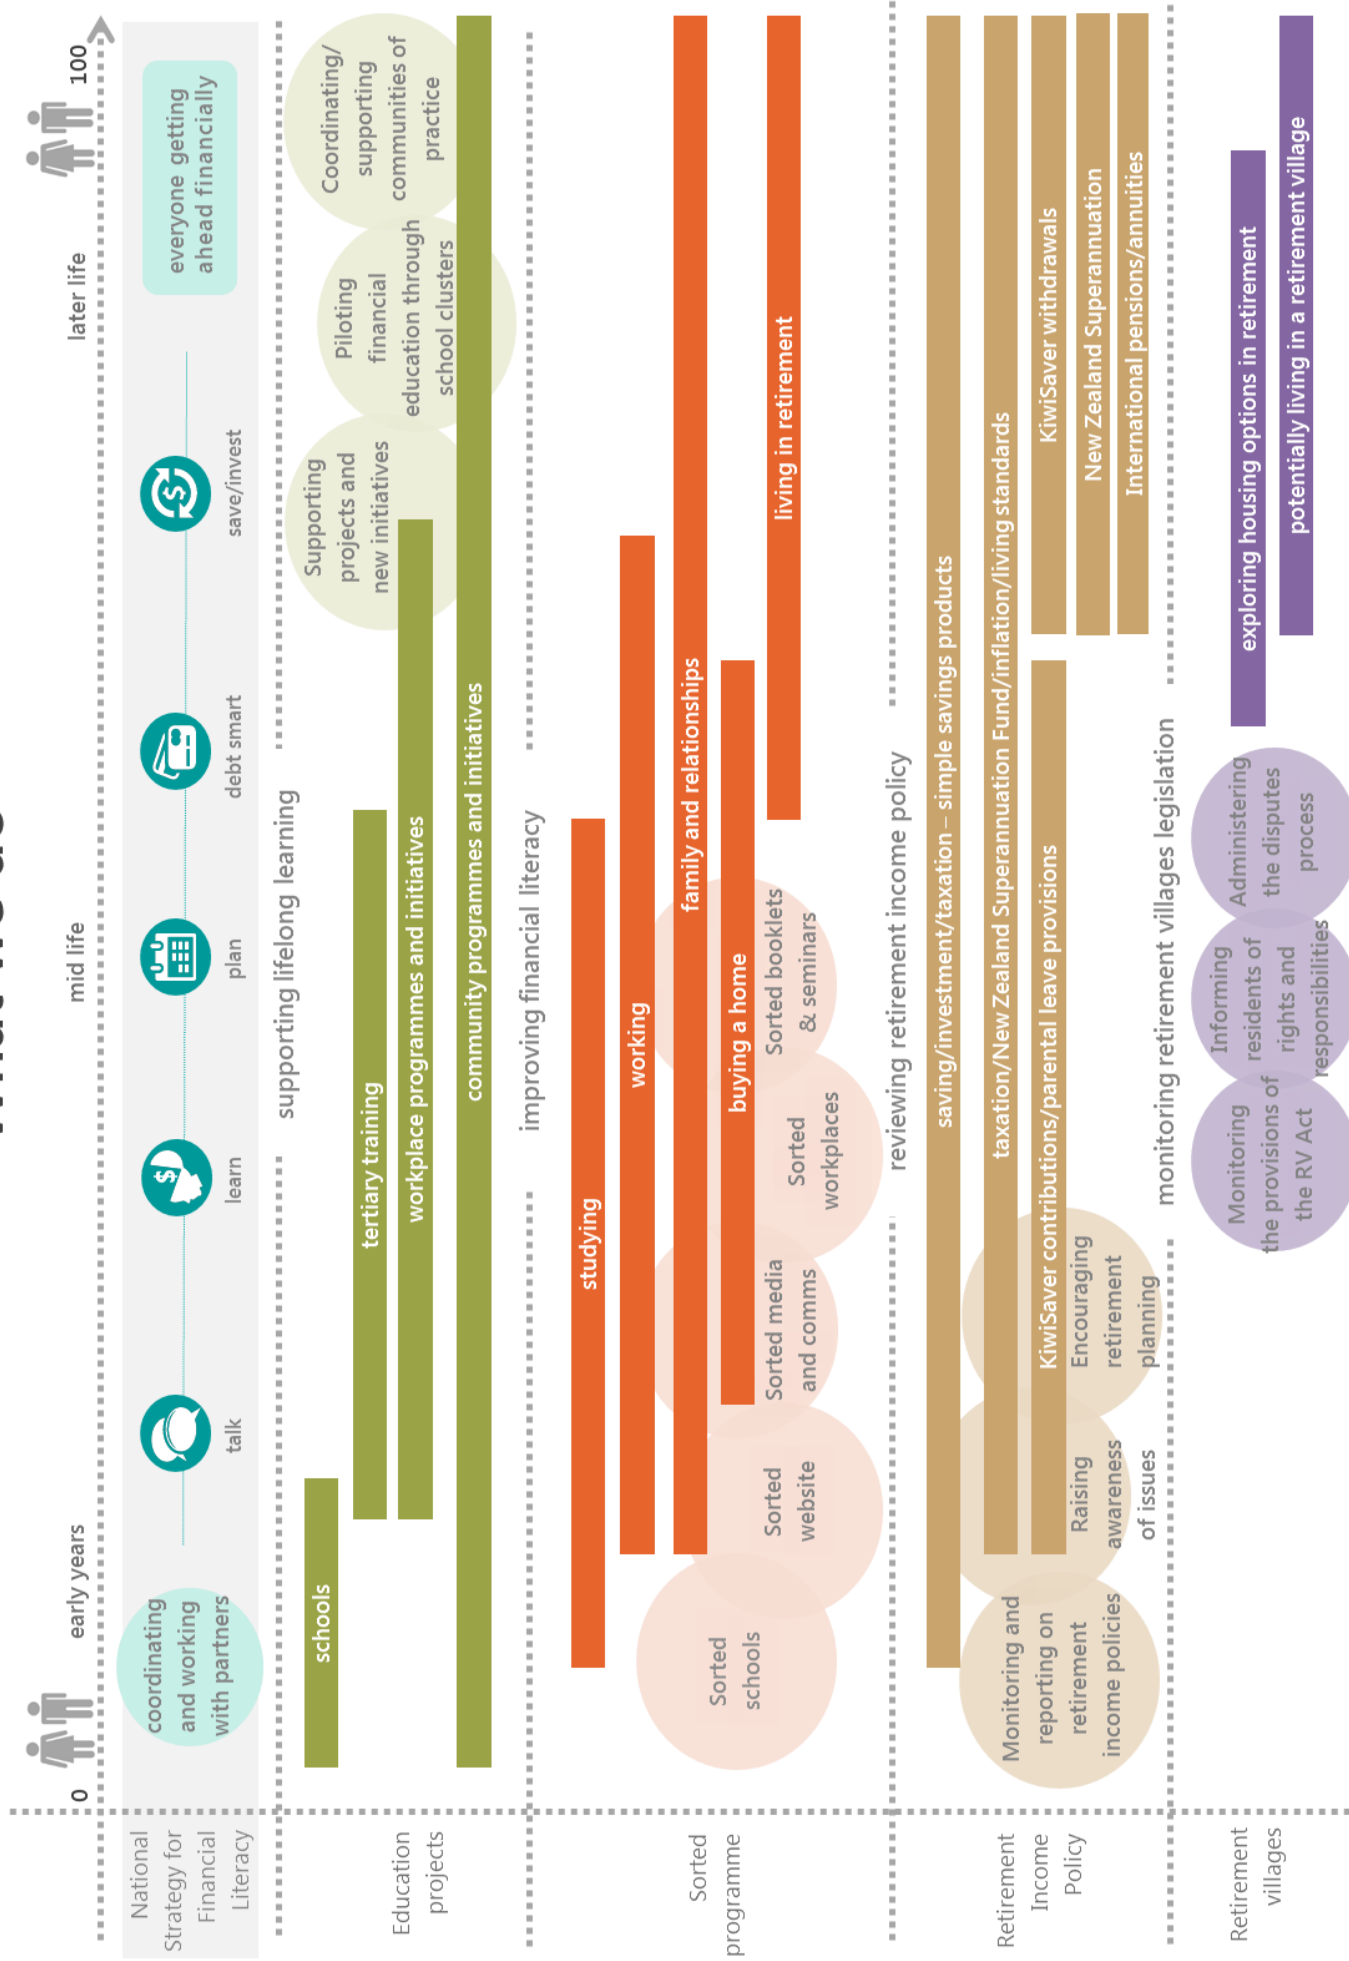 What we do
0
early years
mid life
later life
100
National
Strategy for
Financial
Literacy
coordinating
and working
with partners
talk
learn
plan
debt smart
save/invest
everyone getting
ahead financially
supporting lifelong learning
Education
projects
schools
tertiary training
workplace programmes and initiatives
community programmes and initiatives
Supporting
projects and
new initiatives
Piloting
financial
education through
school clusters
Coordinating/
supporting
communities of
practice
improving financial literacy
Sorted
programme
studying
working
family and relationships
buying a home
living in retirement
Sorted
schools
Sorted
website
Sorted media
and comms
Sorted
workplaces
Sorted booklets
& seminars
reviewing retirement income policy
Retirement
Income
Policy
saving/investment/taxation – simple savings products
taxation/New Zealand Superannuation Fund/inflation/living standards
KiwiSaver contributions/parental leave provisions
KiwiSaver withdrawals
New Zealand Superannuation
International pensions/annuities
Monitoring and
reporting on
retirement
income policies
Raising
awareness
of issues
Encouraging
retirement
planning
monitoring retirement villages legislation
Retirement
villages
Monitoring
the provisions of
the RV Act
Informing
residents of
rights and
responsibilities
Administering
the disputes
process
exploring housing options in retirement
potentially living in a retirement village